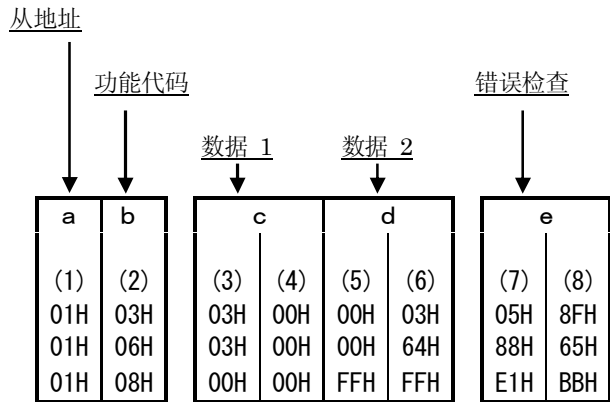 从地址
功能代码 错误检查
数据 1 数据 2
a b c d e
(1) (2) (3) (4) (5) (6) (7) (8)
01H 03H 03H 00H 00H 03H 05H 8FH
01H 06H 03H 00H 00H 64H 88H 65H
01H 08H 00H 00H FFH FFH E1H BBH